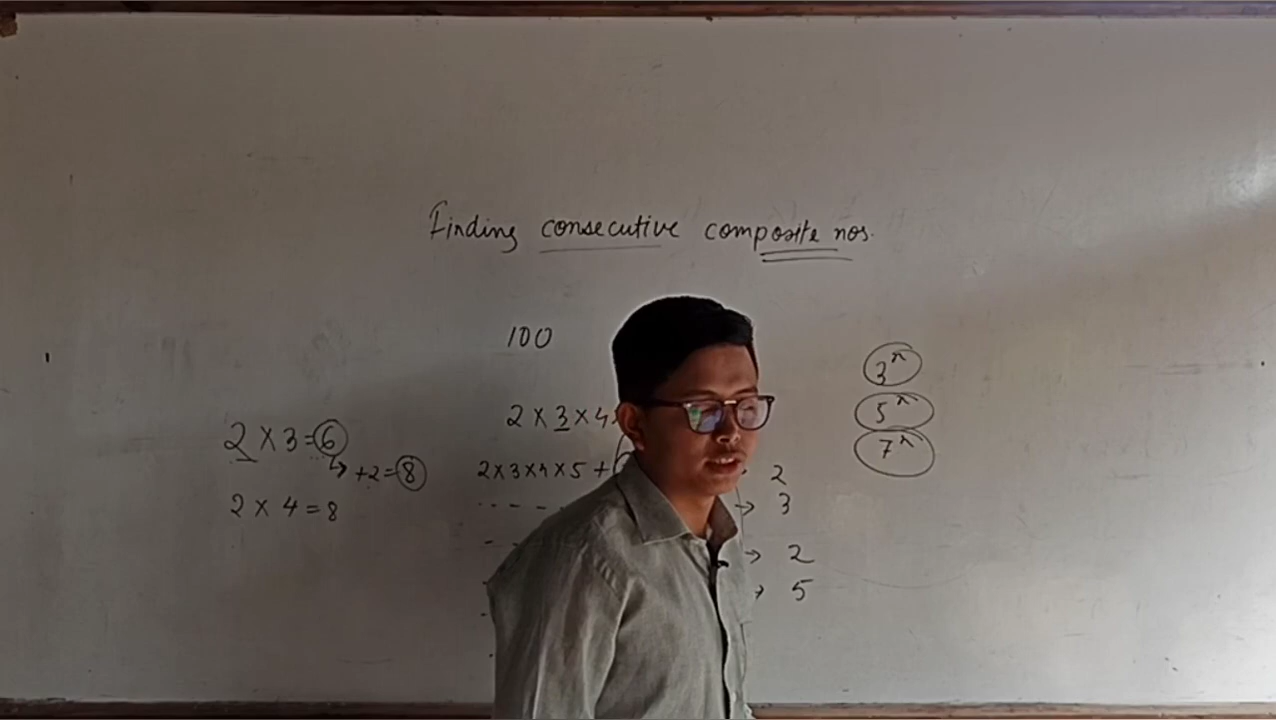 Finding consecutive composite nos.
100
2 × 3 × 4
2×3×4×5 +
2 × 3 = 6
+2 = 8
2 × 4 = 8
→ 2
→ 3
→ 2
→ 5
3^x
5^x
7^x